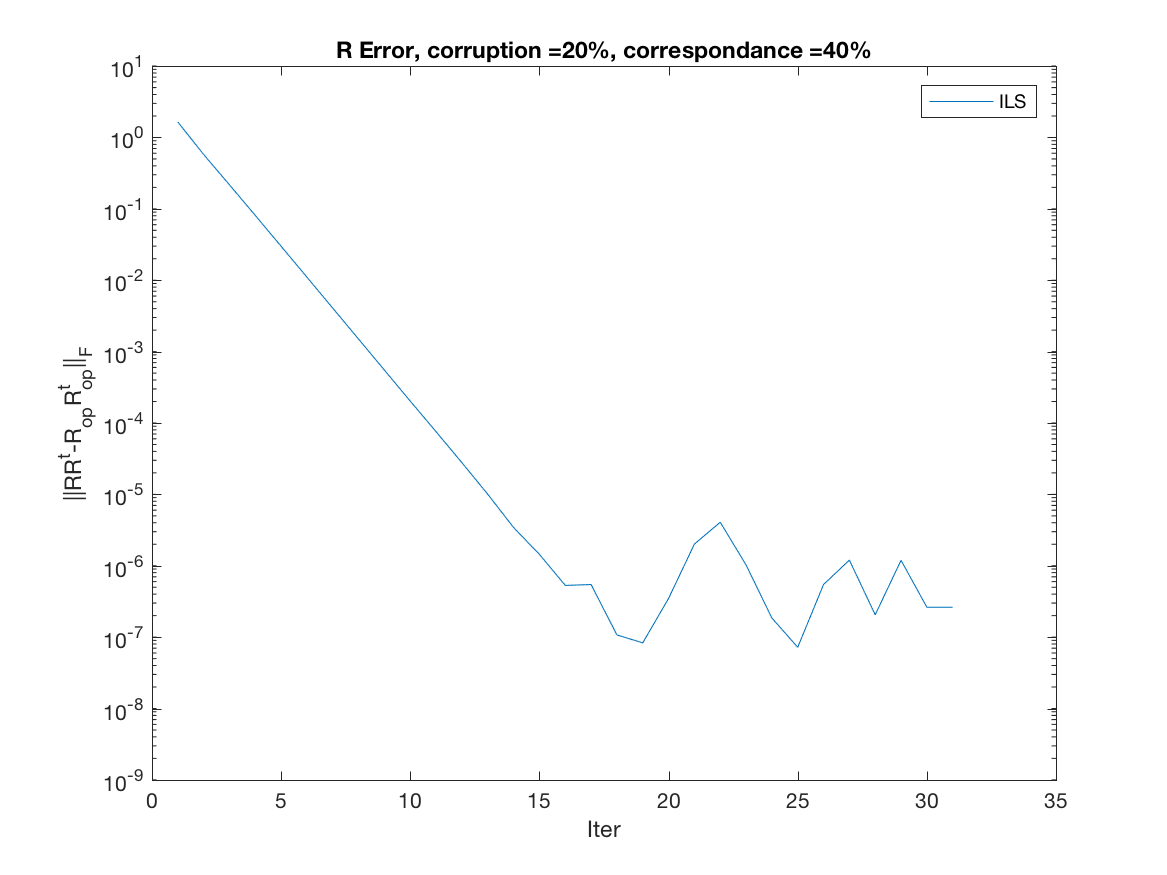 R Error, corruption =20%, correspondance =40%
ILS
10^1
10^0
10^-1
10^-2
10^-3
10^-4
10^-5
10^-6
10^-7
10^-8
10^-9
||RR^t-R_op R^t_op||_F
0 5 10 15 20 25 30 35
Iter